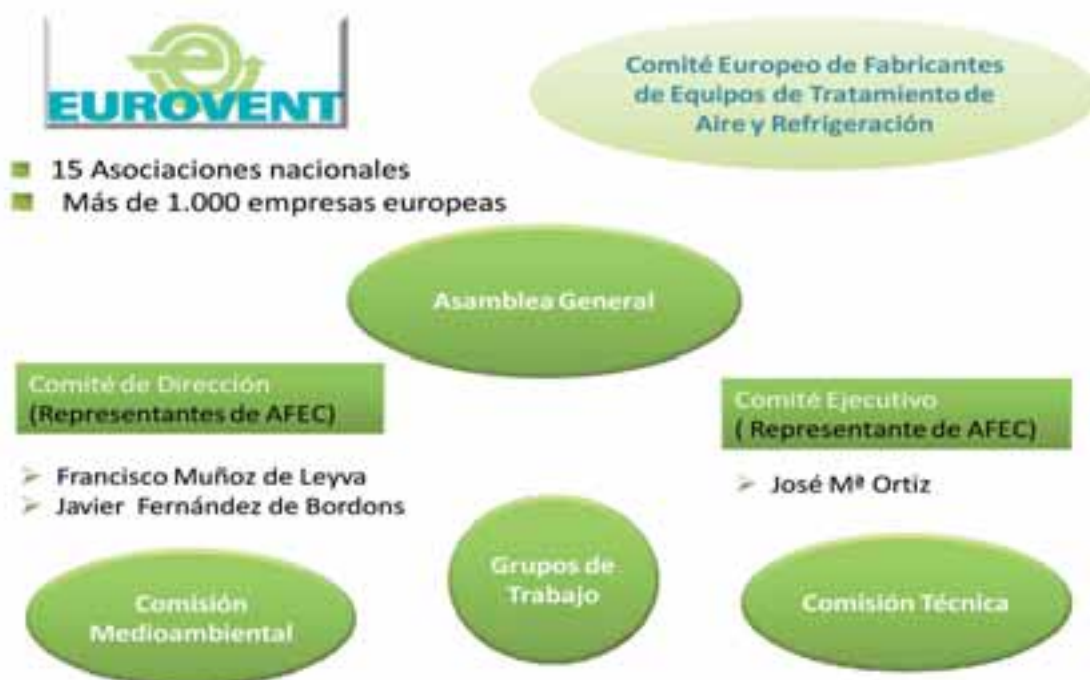 EUROVENT
Comité Europeo de Fabricantes
de Equipos de Tratamiento de
Aire y Refrigeración
15 Asociaciones nacionales
Más de 1.000 empresas europeas
Asamblea General
Comité de Dirección
(Representantes de AFEC)
Francisco Muñoz de Leyva
Javier Fernández de Bordons
Comité Ejecutivo
( Representante de AFEC)
José Mª Ortiz
Comisión
Medioambiental
Grupos de
Trabajo
Comisión Técnica